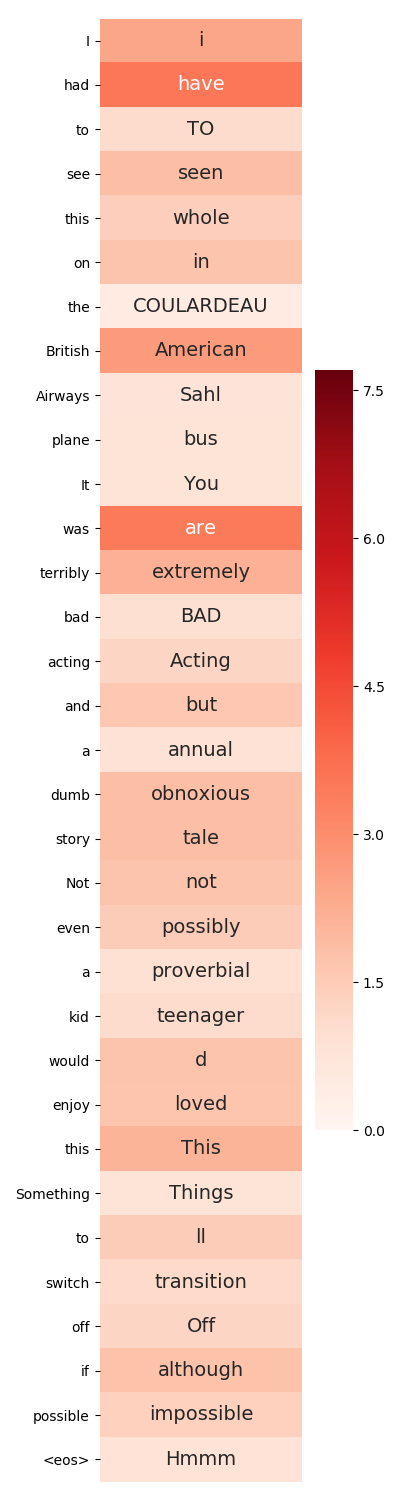 I i
had have
to TO
see seen
this whole
on in
the COULARDEAU
British American
Airways Sahl
plane bus
It You
was are
terribly extremely
bad BAD
acting Acting
and but
a annual
dumb obnoxious
story tale
Not not
even possibly
a proverbial
kid teenager
would d
enjoy loved
this This
Something Things
to ll
switch transition
off Off
if although
possible impossible
<eos> Hmmm
7.5
6.0
4.5
3.0
1.5
0.0